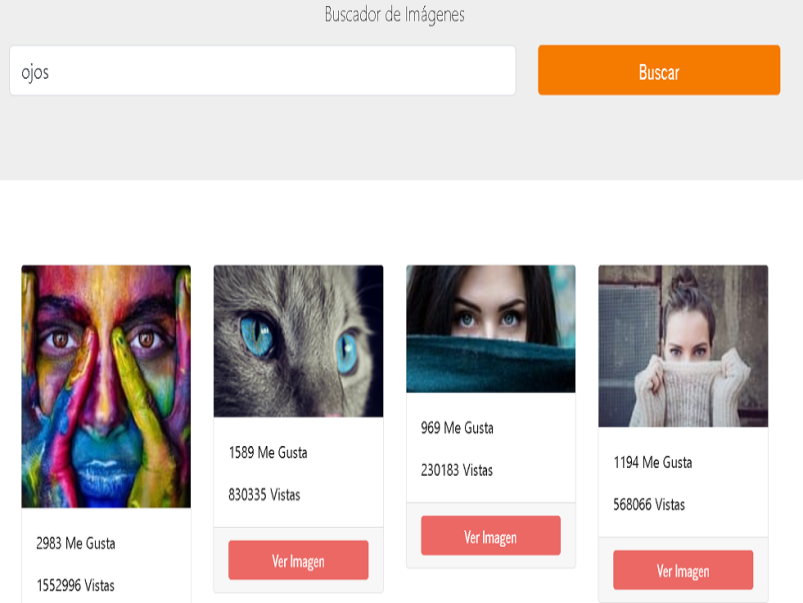 Buscador de Imágenes
ojos
Buscar
2983 Me Gusta
1552996 Vistas
1589 Me Gusta
830335 Vistas
Ver Imagen
969 Me Gusta
230183 Vistas
Ver Imagen
1194 Me Gusta
568066 Vistas
Ver Imagen